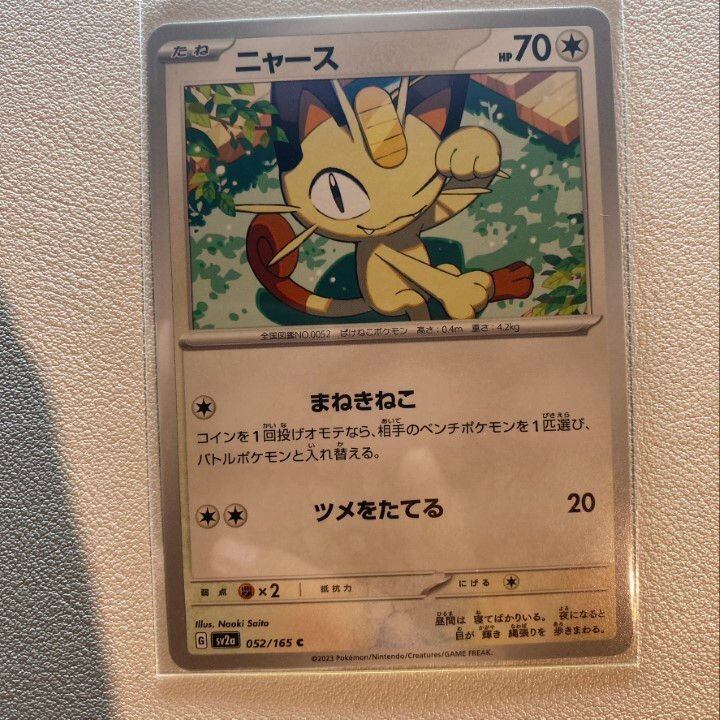 たね ニャース HP70
全国図鑑NO.0052 ばけねこポケモン 高さ:0.4m 重さ:4.2kg
まねきねこ
コインを1回投げオモテなら、相手のベンチポケモンを1匹選び、
バトルポケモンと入れ替える。
ツメをたてる 20
弱点 ×2 抵抗力 にげる
Illus. Naoki Saito
昼間は 寝てばかりいる。 夜になると
目が 輝き 縄張りを 歩きまわる。
G sv2a 052/165 C
©2023 Pokémon/Nintendo/Creatures/GAME FREAK.